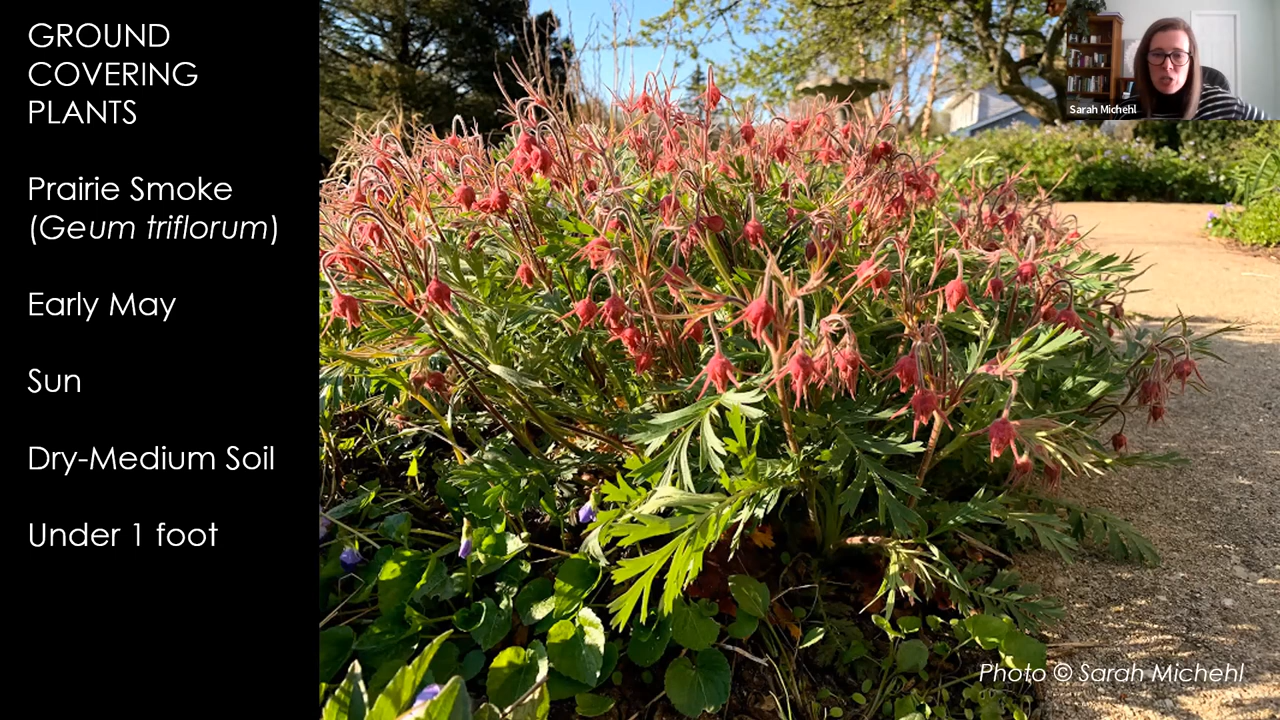 GROUND
COVERING
PLANTS
Prairie Smoke
(Geum triflorum)
Early May
Sun
Dry-Medium Soil
Under 1 foot
Sarah Michehl
Photo © Sarah Michehl